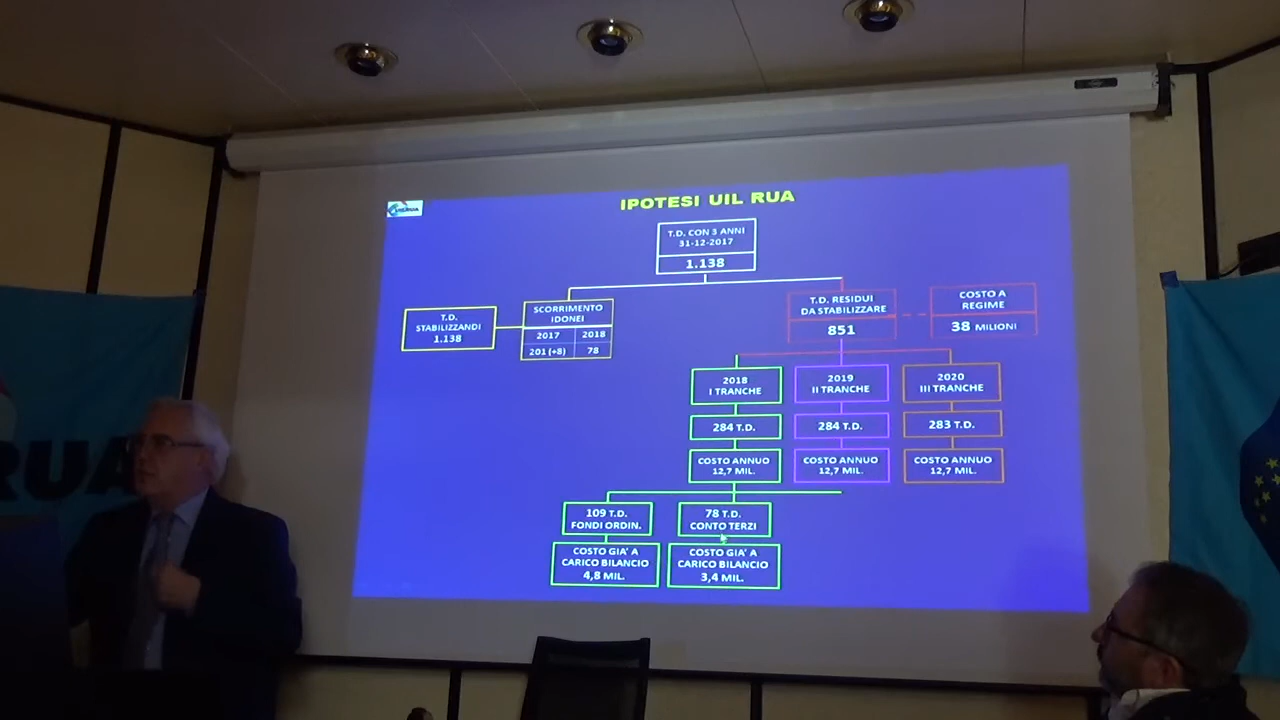 IPOTESI UIL RUA
T.D. CON 3 ANNI
31-12-2017
1.138
T.D.
STABILIZZANDI
1.138
SCORRIMENTO
IDONEI
2017 2018
201 (+8) 78
T.D. RESIDUI
DA STABILIZZARE
851
COSTO A
REGIME
38 MILIONI
2018
I TRANCHE
2019
II TRANCHE
2020
III TRANCHE
284 T.D.
284 T.D.
283 T.D.
COSTO ANNUO
12,7 MIL.
COSTO ANNUO
12,7 MIL.
COSTO ANNUO
12,7 MIL.
109 T.D.
FONDI ORDIN.
78 T.D.
CONTO TERZI
COSTO GIA' A
CARICO BILANCIO
4,8 MIL.
COSTO GIA' A
CARICO BILANCIO
3,4 MIL.
RUA